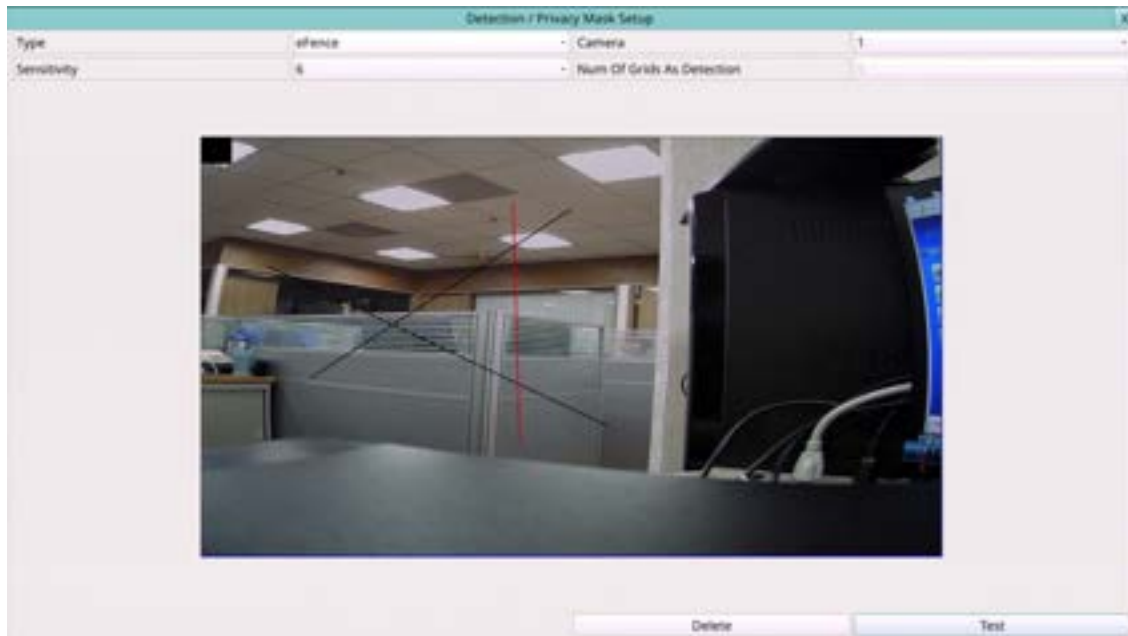 Detection / Privacy Mask Setup X
Type eFence Camera 1
Sensitivity 6 Num Of Grids As Detection
Delete Test